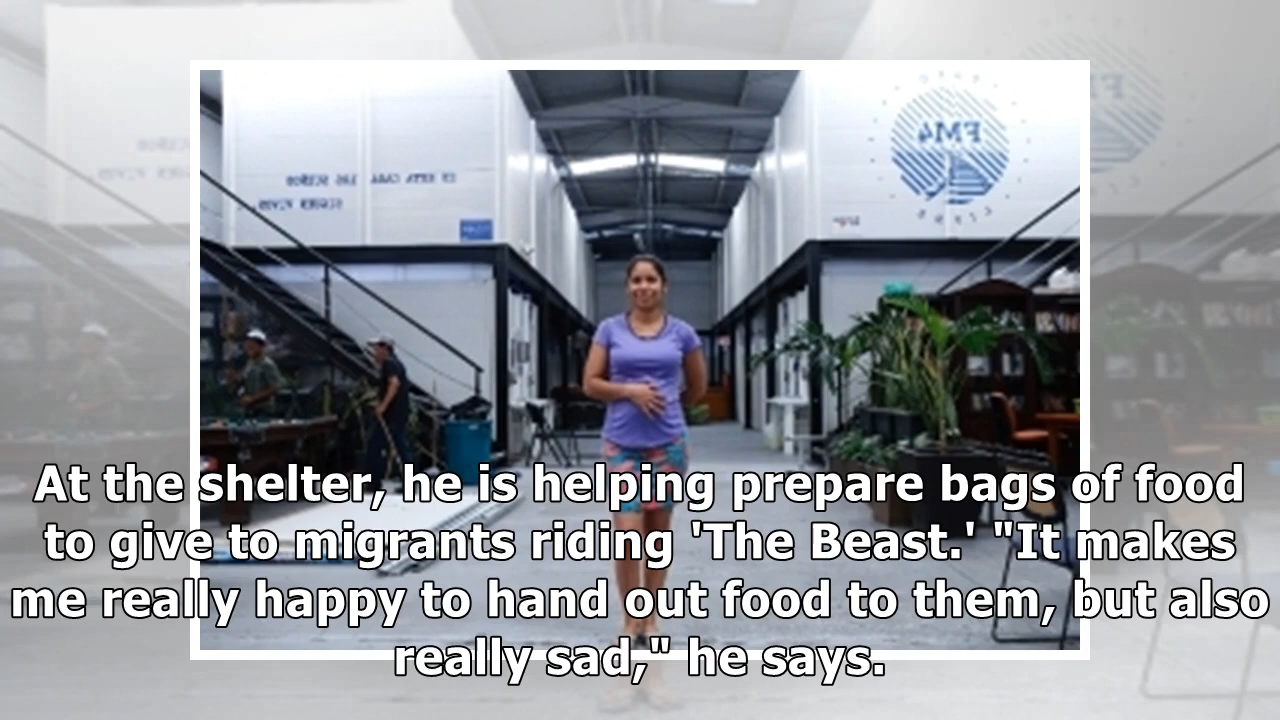 FM4
At the shelter, he is helping prepare bags of food
to give to migrants riding 'The Beast.' "It makes
me really happy to hand out food to them, but also
really sad," he says.